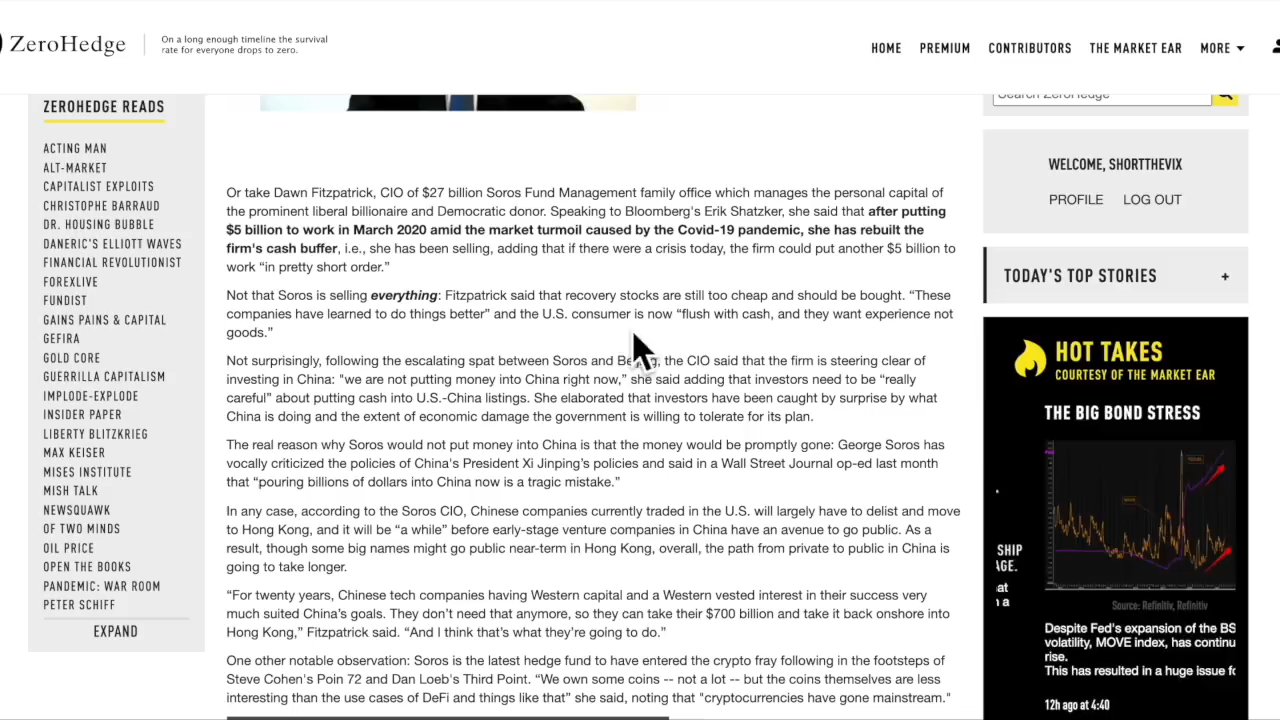 ZeroHedge
On a long enough timeline the survival
rate for everyone drops to zero.
HOME
PREMIUM
CONTRIBUTORS
THE MARKET EAR
MORE
ZEROHEDGE READS
ACTING MAN
ALT-MARKET
CAPITALIST EXPLOITS
CHRISTOPHE BARRAUD
DR. HOUSING BUBBLE
DANERIC'S ELLIOTT WAVES
FINANCIAL REVOLUTIONIST
FOREXLIVE
FUNDIST
GAINS PAINS & CAPITAL
GEFIRA
GOLD CORE
GUERRILLA CAPITALISM
IMPLODE-EXPLODE
INSIDER PAPER
LIBERTY BLITZKRIEG
MAX KEISER
MISES INSTITUTE
MISH TALK
NEWSQUAWK
OF TWO MINDS
OIL PRICE
OPEN THE BOOKS
PANDEMIC: WAR ROOM
PETER SCHIFF
EXPAND
Or take Dawn Fitzpatrick, CIO of $27 billion Soros Fund Management family office which manages the personal capital of
the prominent liberal billionaire and Democratic donor. Speaking to Bloomberg's Erik Shatzker, she said that after putting
$5 billion to work in March 2020 amid the market turmoil caused by the Covid-19 pandemic, she has rebuilt the
firm's cash buffer, i.e., she has been selling, adding that if there were a crisis today, the firm could put another $5 billion to
work “in pretty short order.”
Not that Soros is selling everything: Fitzpatrick said that recovery stocks are still too cheap and should be bought. “These
companies have learned to do things better” and the U.S. consumer is now “flush with cash, and they want experience not
goods.”
Not surprisingly, following the escalating spat between Soros and the CIO said that the firm is steering clear of
investing in China: "we are not putting money into China right now,” she said adding that investors need to be “really
careful” about putting cash into U.S.-China listings. She elaborated that investors have been caught by surprise by what
China is doing and the extent of economic damage the government is willing to tolerate for its plan.
The real reason why Soros would not put money into China is that the money would be promptly gone: George Soros has
vocally criticized the policies of China's President Xi Jinping’s policies and said in a Wall Street Journal op-ed last month
that “pouring billions of dollars into China now is a tragic mistake.”
In any case, according to the Soros CIO, Chinese companies currently traded in the U.S. will largely have to delist and move
to Hong Kong, and it will be “a while” before early-stage venture companies in China have an avenue to go public. As a
result, though some big names might go public near-term in Hong Kong, overall, the path from private to public in China is
going to take longer.
“For twenty years, Chinese tech companies having Western capital and a Western vested interest in their success very
much suited China’s goals. They don’t need that anymore, so they can take their $700 billion and take it back onshore into
Hong Kong,” Fitzpatrick said. “And I think that’s what they’re going to do.”
One other notable observation: Soros is the latest hedge fund to have entered the crypto fray following in the footsteps of
Steve Cohen's Poin 72 and Dan Loeb's Third Point. “We own some coins -- not a lot -- but the coins themselves are less
interesting than the use cases of DeFi and things like that” she said, noting that "cryptocurrencies have gone mainstream."
Search ZeroHedge
WELCOME, SHORTTHEVIX
PROFILE
LOG OUT
TODAY'S TOP STORIES +
HOT TAKES
COURTESY OF THE MARKET EAR
THE BIG BOND STRESS
Source: Refinitiv, Refinitiv
Despite Fed's expansion of the BS
volatility, MOVE index, has continu
rise.
This has resulted in a huge issue fo
12h ago at 4:40